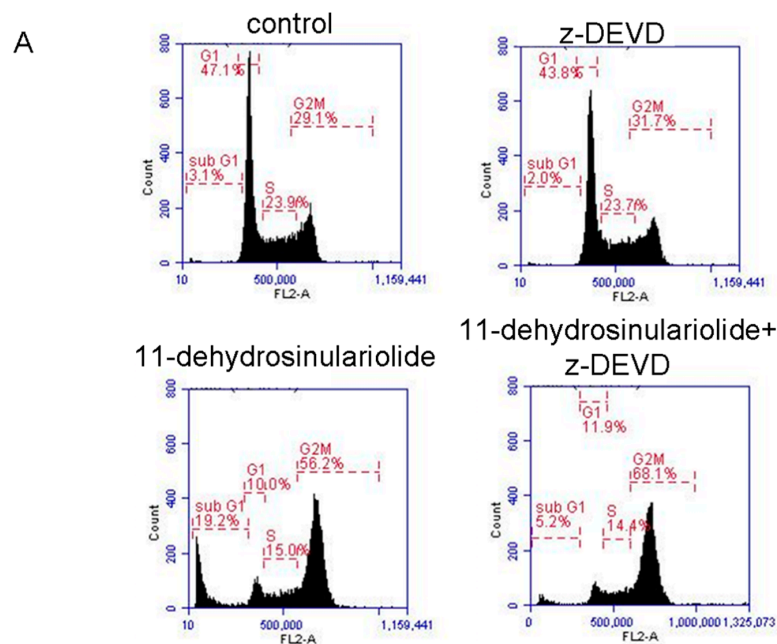 A
control
800
600
400
200
0
Count
G1
47.1%
G2M
29.1%
sub G1
3.1%
S
23.9%
10
500,000
1,159,441
FL2-A
z-DEVD
800
600
400
200
0
Count
G1
43.8%
G2M
31.7%
sub G1
2.0%
S
23.7%
10
500,000
1,159,441
FL2-A
11-dehydrosinulariolide
800
600
400
200
0
Count
G2M
56.2%
G1
10.0%
sub G1
19.2%
S
15.0%
10
500,000
1,159,441
FL2-A
11-dehydrosinulariolide+
z-DEVD
800
600
400
200
0
Count
G1
11.9%
G2M
68.1%
sub G1
5.2%
S
14.4%
0
500,000
1,000,000
1,325,073
FL2-A